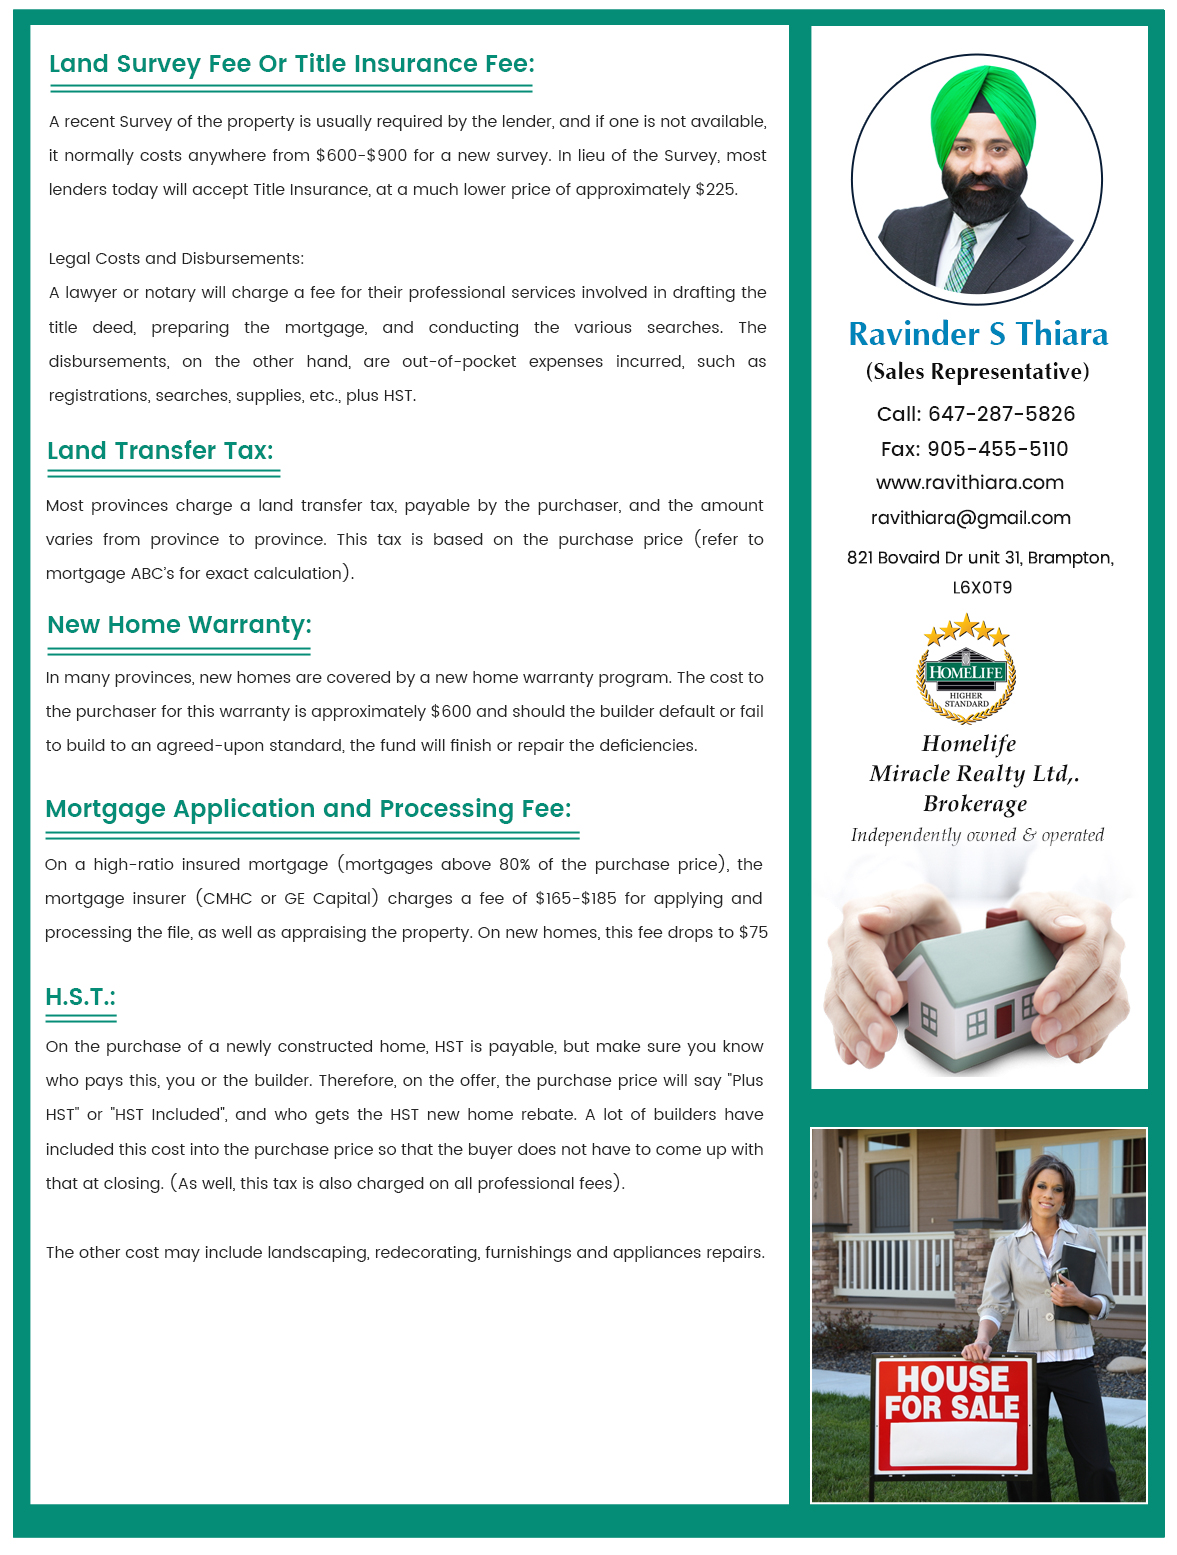 Land Survey Fee Or Title Insurance Fee:
A recent Survey of the property is usually required by the lender, and if one is not available,
it normally costs anywhere from $600-$900 for a new survey. In lieu of the Survey, most
lenders today will accept Title Insurance, at a much lower price of approximately $225.
Legal Costs and Disbursements:
A lawyer or notary will charge a fee for their professional services involved in drafting the
title deed, preparing the mortgage, and conducting the various searches. The
disbursements, on the other hand, are out-of-pocket expenses incurred, such as
registrations, searches, supplies, etc., plus HST.
Land Transfer Tax:
Most provinces charge a land transfer tax, payable by the purchaser, and the amount
varies from province to province. This tax is based on the purchase price (refer to
mortgage ABC's for exact calculation).
New Home Warranty:
In many provinces, new homes are covered by a new home warranty program. The cost to
the purchaser for this warranty is approximately $600 and should the builder default or fail
to build to an agreed-upon standard, the fund will finish or repair the deficiencies.
Mortgage Application and Processing Fee:
On a high-ratio insured mortgage (mortgages above 80% of the purchase price), the
mortgage insurer (CMHC or GE Capital) charges a fee of $165-$185 for applying and
processing the file, as well as appraising the property. On new homes, this fee drops to $75
H.S.T.:
On the purchase of a newly constructed home, HST is payable, but make sure you know
who pays this, you or the builder. Therefore, on the offer, the purchase price will say "Plus
HST" or "HST Included", and who gets the HST new home rebate. A lot of builders have
included this cost into the purchase price so that the buyer does not have to come up with
that at closing. (As well, this tax is also charged on all professional fees).
The other cost may include landscaping, redecorating, furnishings and appliances repairs.
Ravinder S Thiara
(Sales Representative)
Call: 647-287-5826
Fax: 905-455-5110
www.ravithiara.com
ravithiara@gmail.com
821 Bovaird Dr unit 31, Brampton,
L6X0T9
HOMELIFE
HIGHER
STANDARD
Homelife
Miracle Realty Ltd,.
Brokerage
Independently owned & operated
1004
HOUSE
FOR SALE